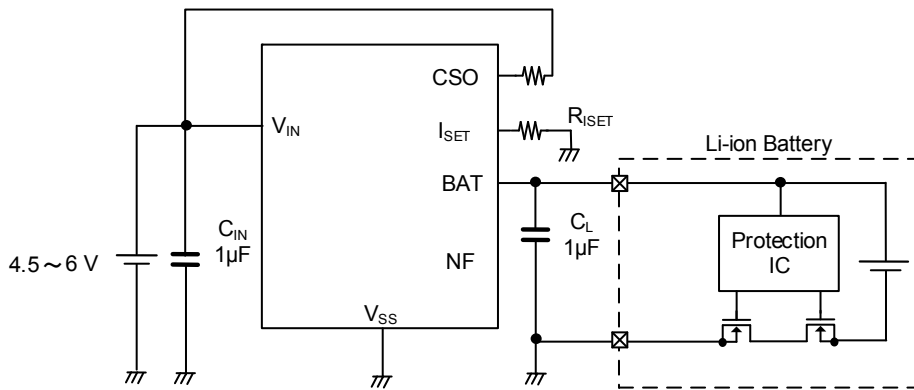 CSO
V_IN
I_SET
R_ISET
Li-ion Battery
BAT
C_IN
1μF
C_L
1μF
Protection
IC
4.5～6 V
NF
V_SS